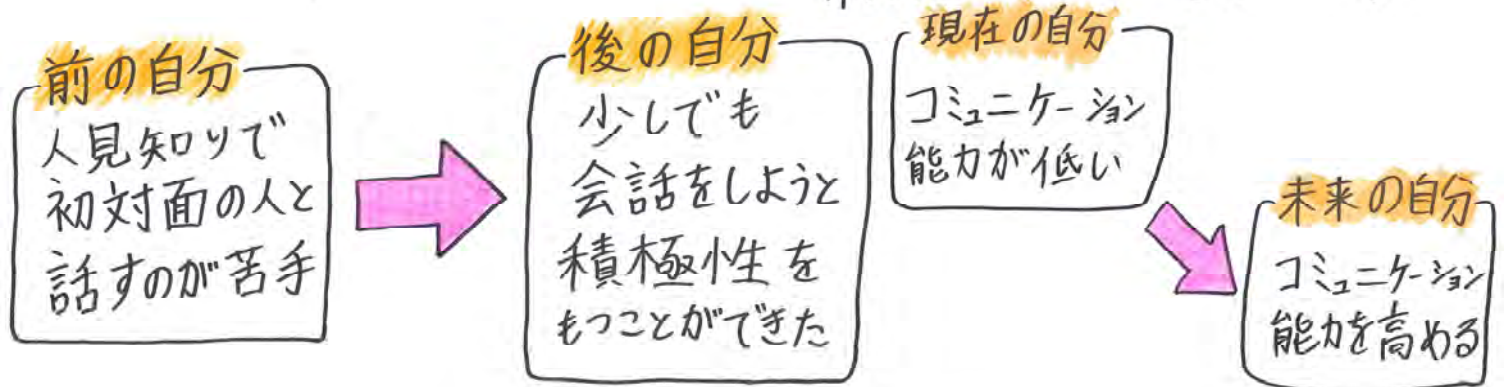 前の自分
人見知りで
初対面の人と
話すのが苦手
後の自分
少しでも
会話をしようと
積極性を
もつことができた
現在の自分
コミュニケーション
能力が低い
未来の自分
コミュニケーション
能力を高める